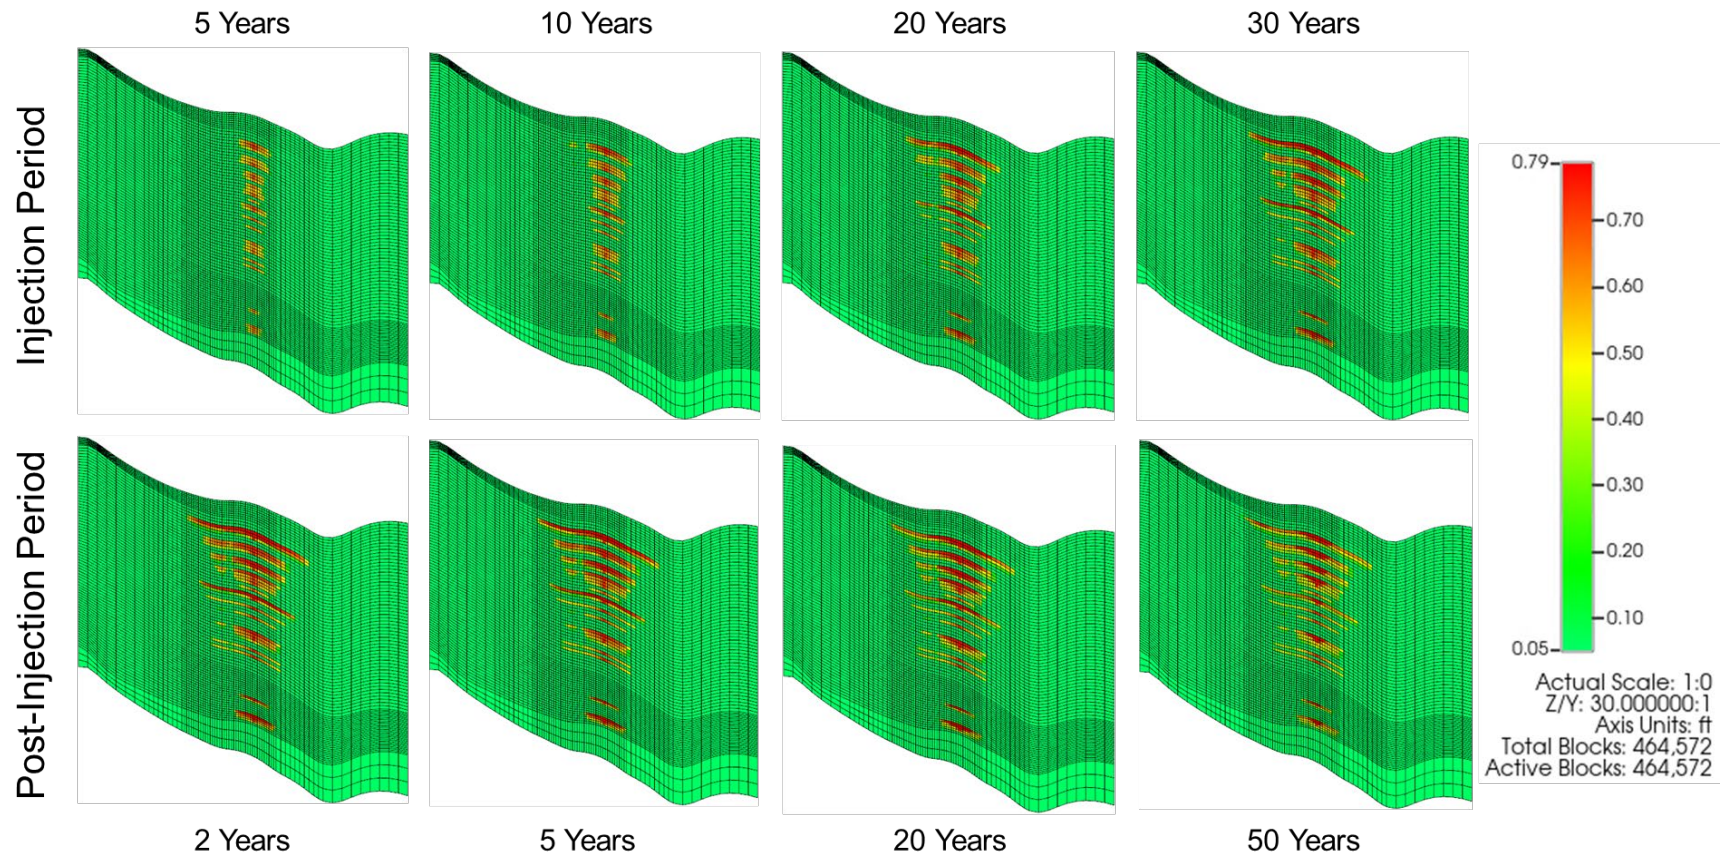 5 Years
10 Years
20 Years
30 Years
Injection Period
0.79
0.70
0.60
0.50
0.40
0.30
0.20
0.10
0.05
Actual Scale: 1:0
Z/Y: 30.000000:1
Axis Units: ft
Total Blocks: 464,572
Active Blocks: 464,572
Post-Injection Period
2 Years
5 Years
20 Years
50 Years